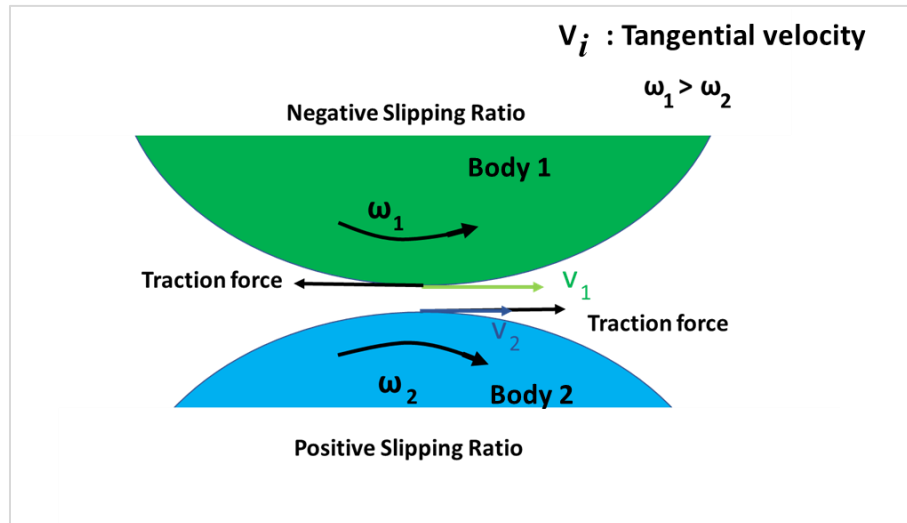 V i : Tangential velocity
ω1 > ω2
Negative Slipping Ratio
Body 1
ω1
Traction force
V1
V2
Traction force
ω2
Body 2
Positive Slipping Ratio